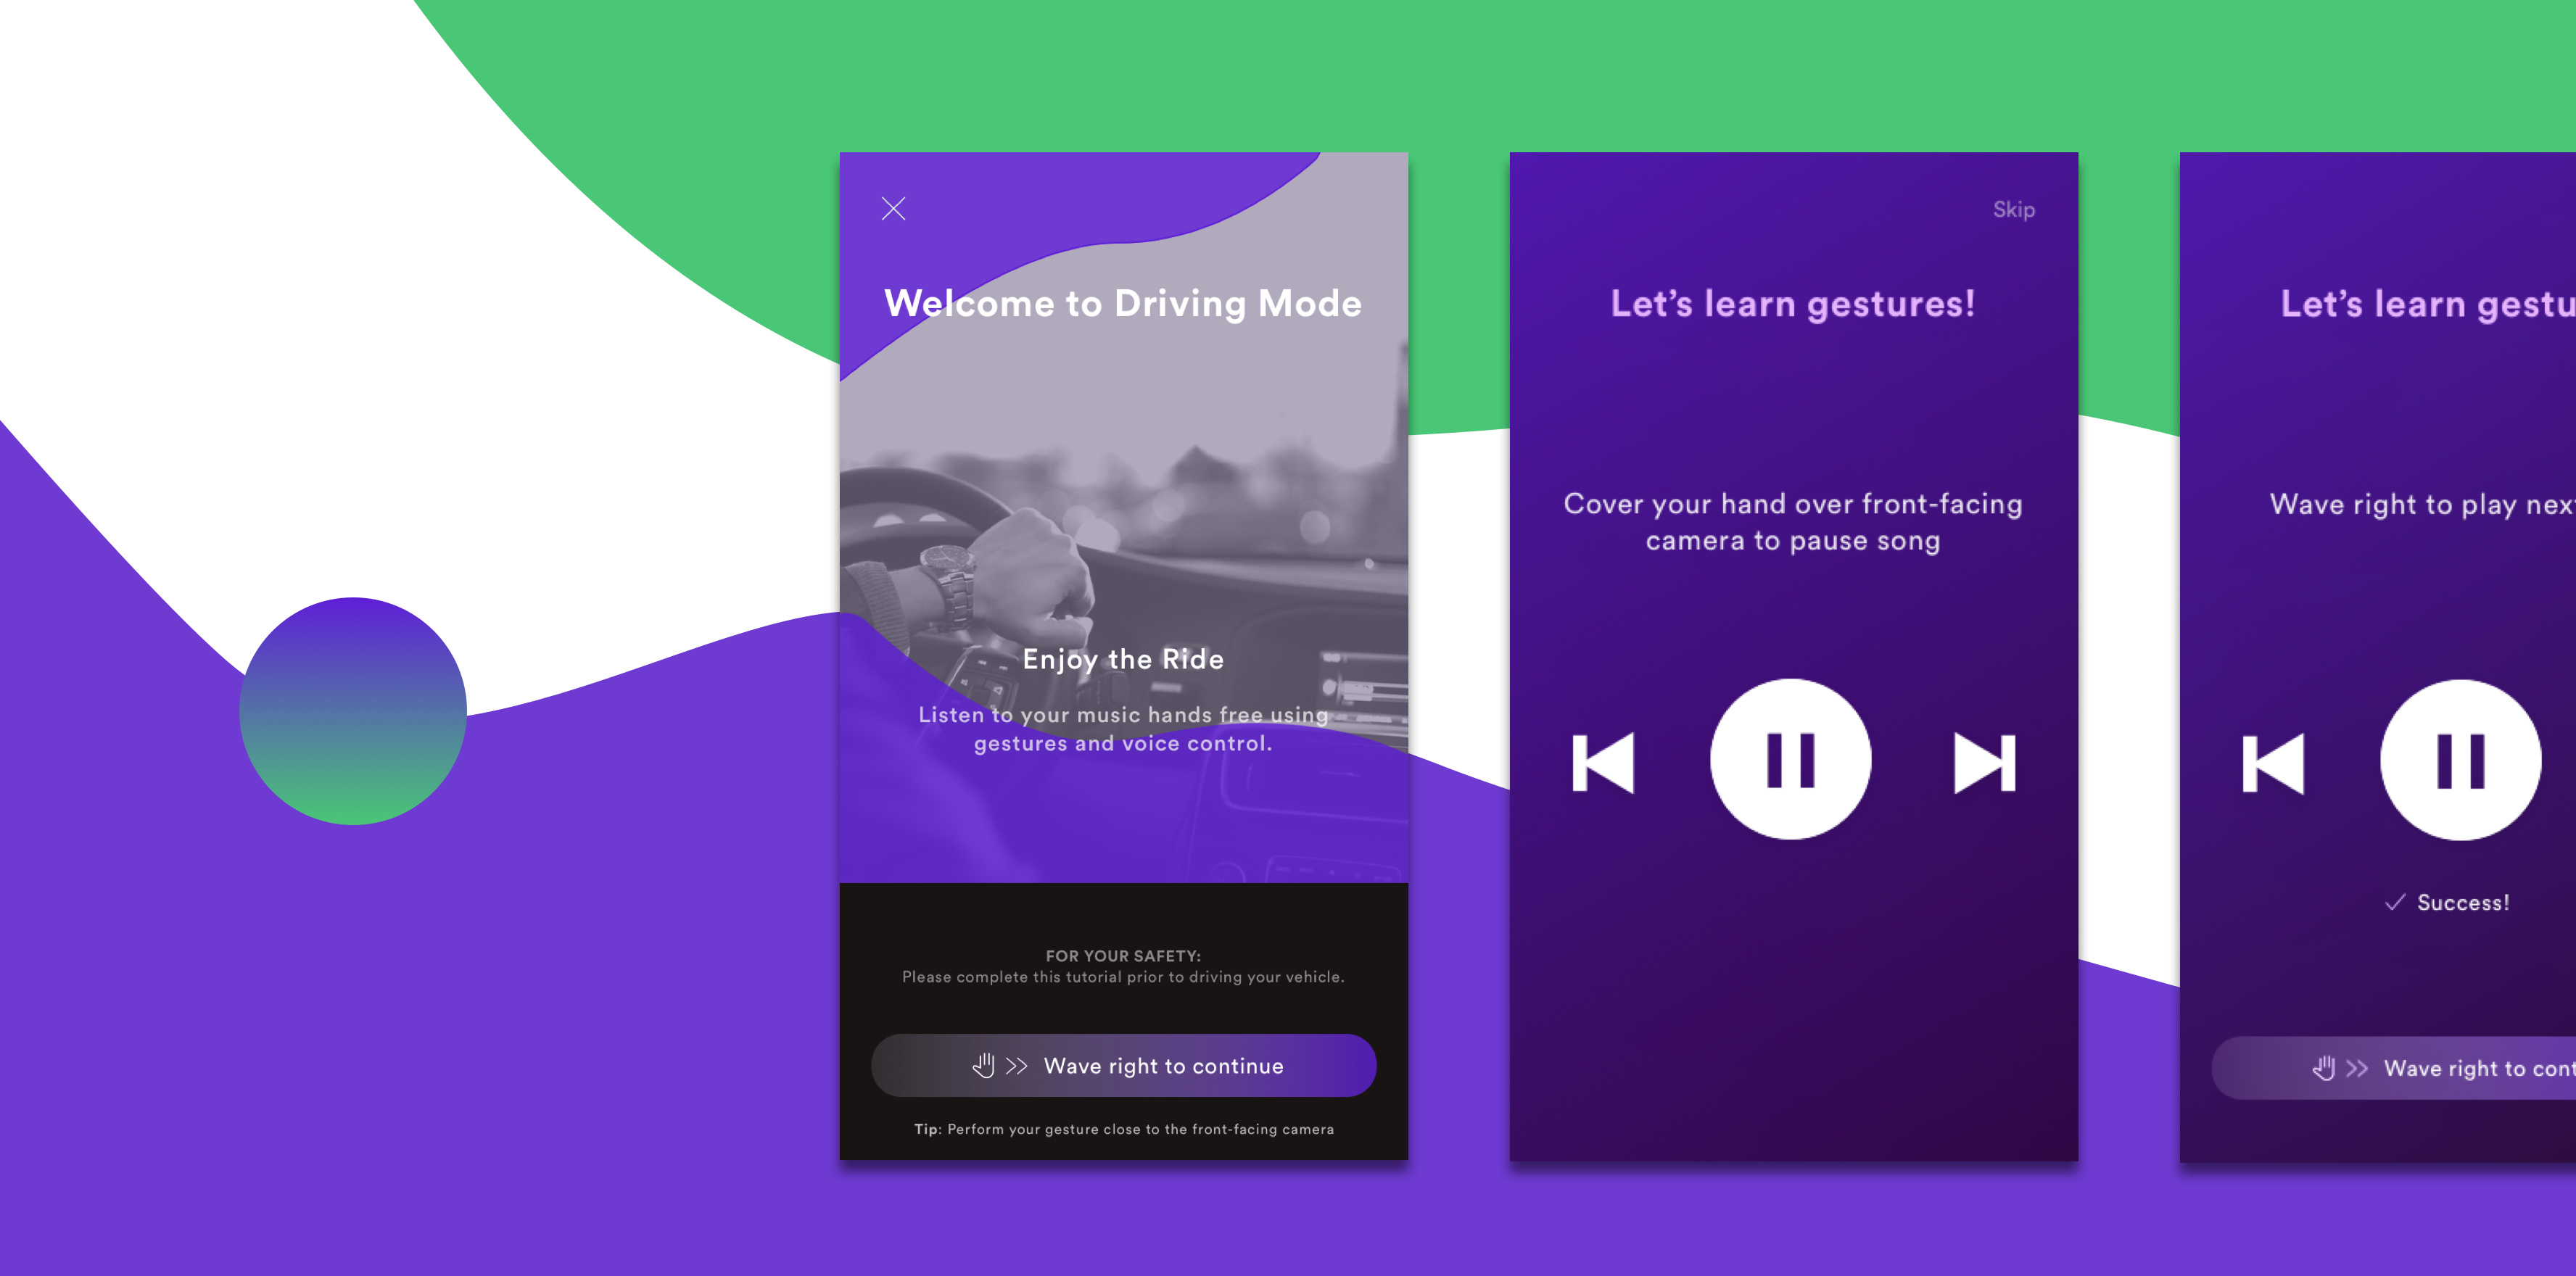 Welcome to Driving Mode
Enjoy the Ride
Listen to your music hands free using
gestures and voice control.
FOR YOUR SAFETY:
Please complete this tutorial prior to driving your vehicle.
Wave right to continue
Tip: Perform your gesture close to the front-facing camera
Skip
Let’s learn gestures!
Cover your hand over front-facing
camera to pause song
Let’s learn
Wave right to play
Success!
Wave right to